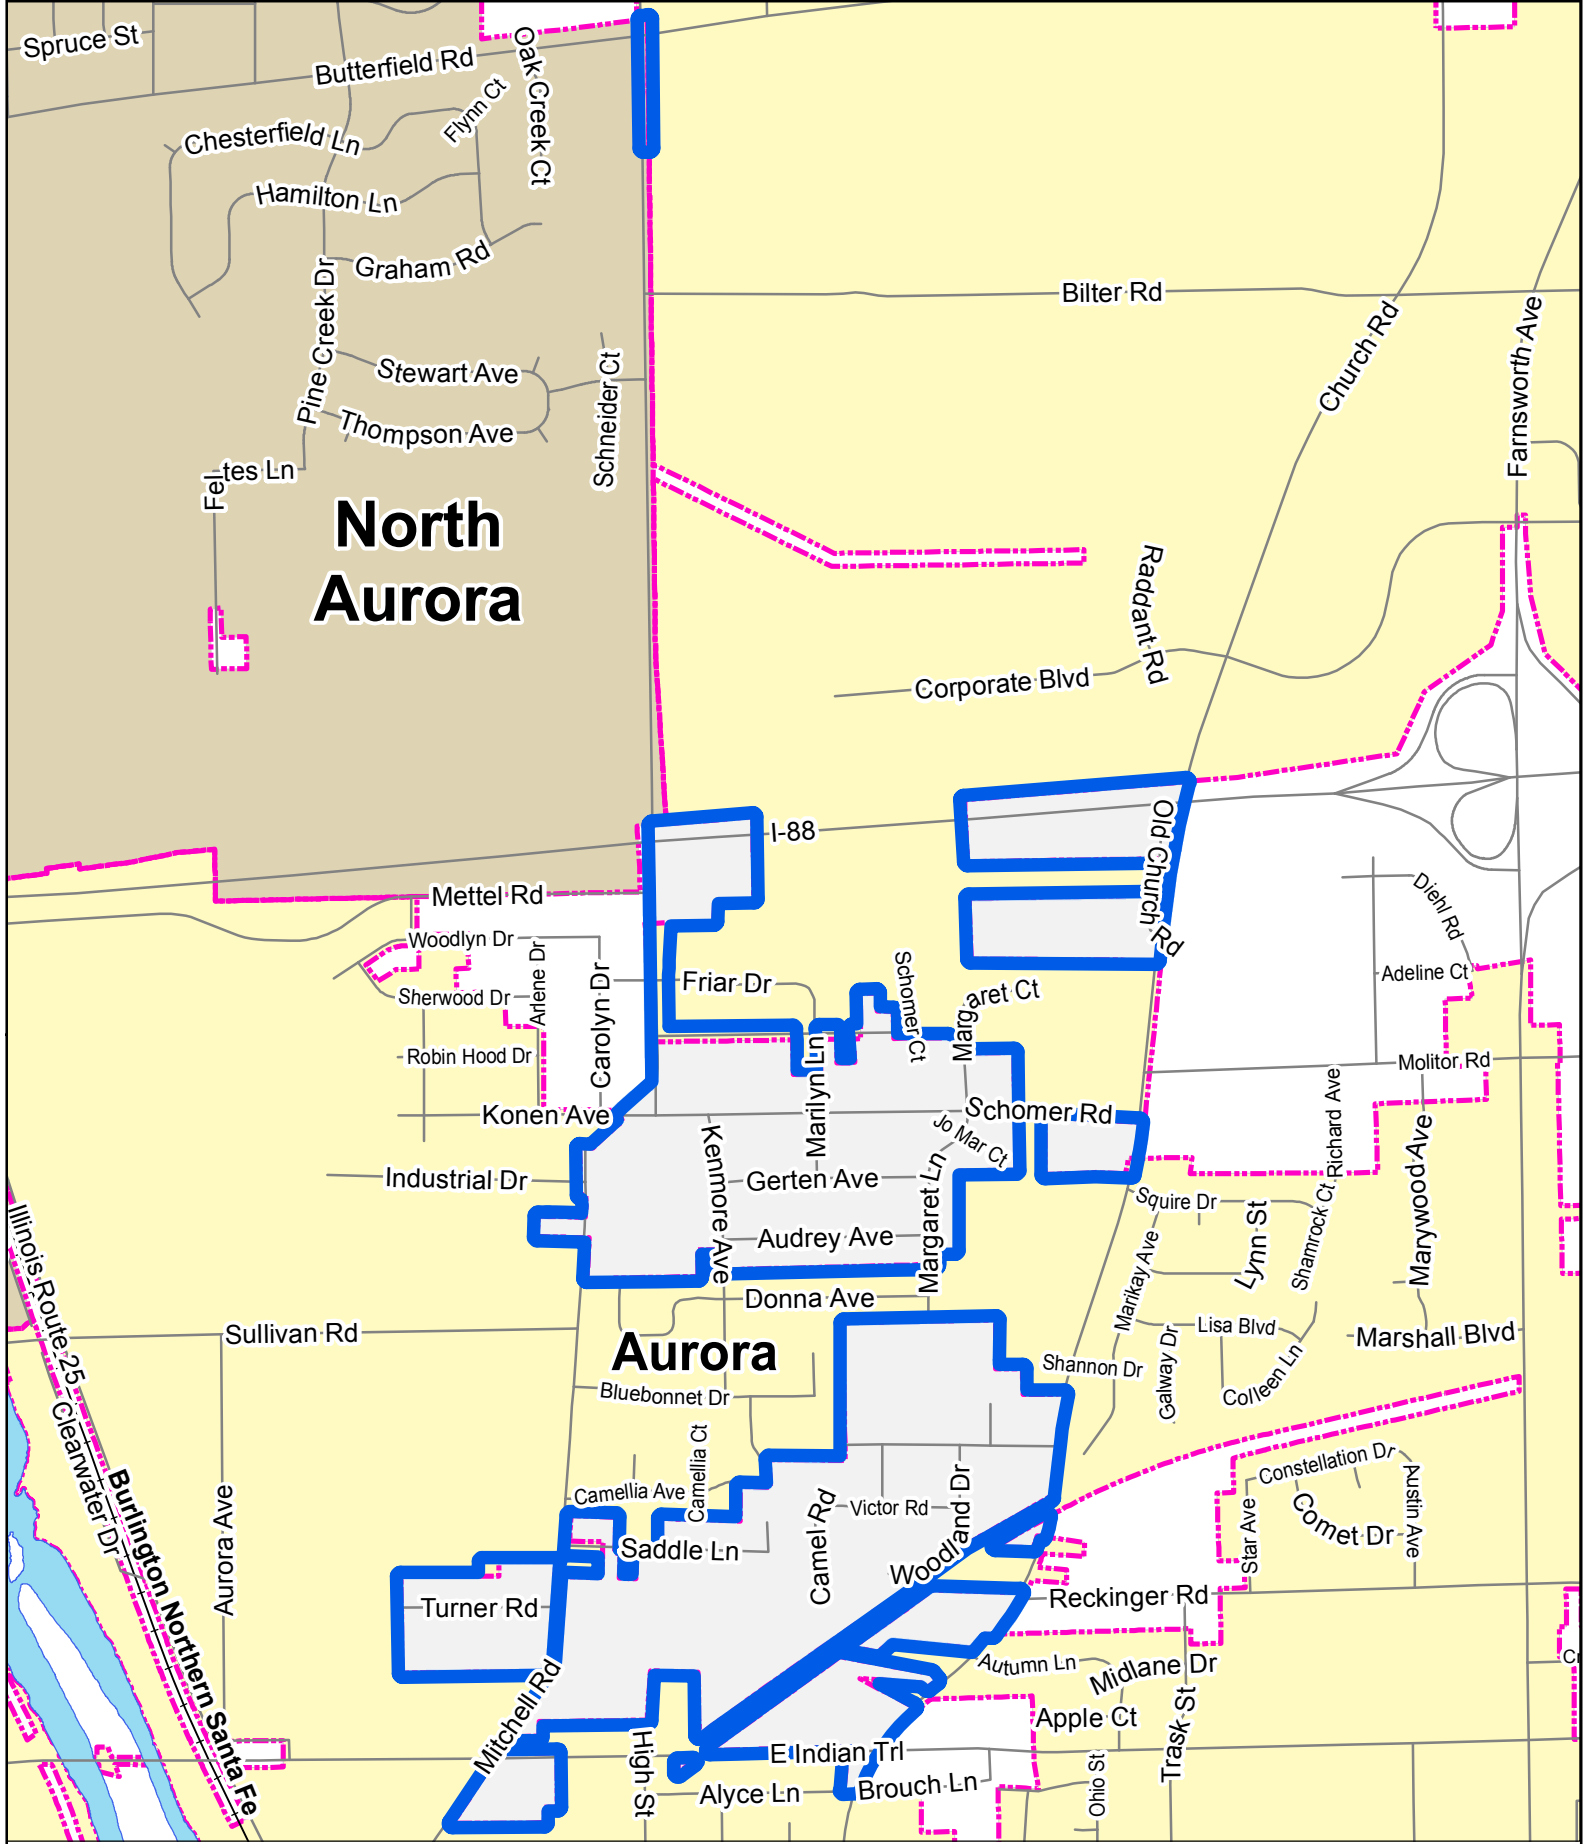 Spruce St
Butterfield Rd
Oak Creek Ct
Flynn Ct
Chesterfield Ln
Hamilton Ln
Graham Rd
Pine Creek Dr
Bilter Rd
Church Rd
Farnsworth Ave
Stewart Ave
Schneider Ct
Thompson Ave
Feltes Ln
North
Aurora
Raddant Rd
Corporate Blvd
I-88
Old Church Rd
Mettel Rd
Diehl Rd
Woodlyn Dr
Arlene Dr
Carolyn Dr
Friar Dr
Schomer Ct
Margaret Ct
Adeline Ct
Sherwood Dr
Robin Hood Dr
Marilyn Ln
Molitor Rd
Konen Ave
Schomer Rd
Richard Ave
Jo Mar Ct
Kenmore Ave
Marywood Ave
Industrial Dr
Gerten Ave
Margaret Ln
Squire Dr
Lynn St
Shamrock Ct
Audrey Ave
Marikay Ave
Illinois Route 25
Donna Ave
Sullivan Rd
Aurora
Lisa Blvd
Marshall Blvd
Galway Dr
Shannon Dr
Colleen Ln
Bluebonnet Dr
Clearwater Dr
Camellia Ct
Constellation Dr
Austin Ave
Burlington Northern Santa Fe
Aurora Ave
Camellia Ave
Camel Rd
Victor Rd
Woodland Dr
Comet Dr
Star Ave
Saddle Ln
Turner Rd
Reckinger Rd
Autumn Ln
Midlane Dr
Mitchell Rd
Apple Ct
Trask St
High St
E Indian Trl
Alyce Ln
Brouch Ln
Ohio St